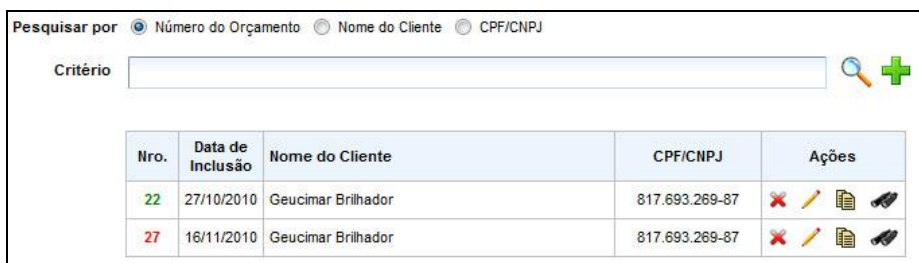 Pesquisar por Número do Orçamento Nome do Cliente CPF/CNPJ
Critério
Nro. Data de Inclusão Nome do Cliente CPF/CNPJ Ações
22 27/10/2010 Geucimar Brilhador 817.693.269-87
27 16/11/2010 Geucimar Brilhador 817.693.269-87